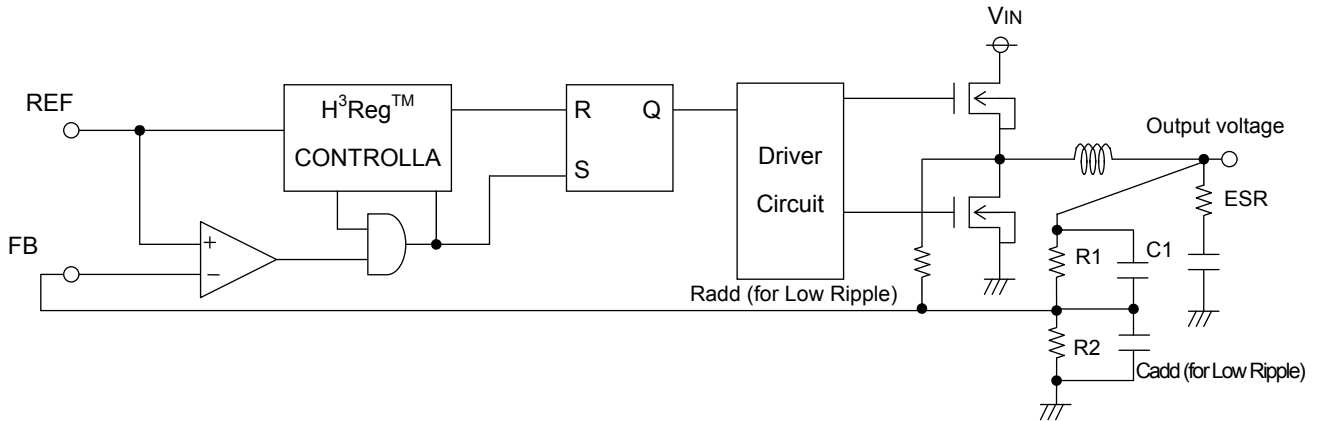 VIN
REF
H³Reg™
CONTROLLA
R
Q
S
Driver
Circuit
Output voltage
ESR
FB
+
−
R1
C1
Radd (for Low Ripple)
R2
Cadd (for Low Ripple)